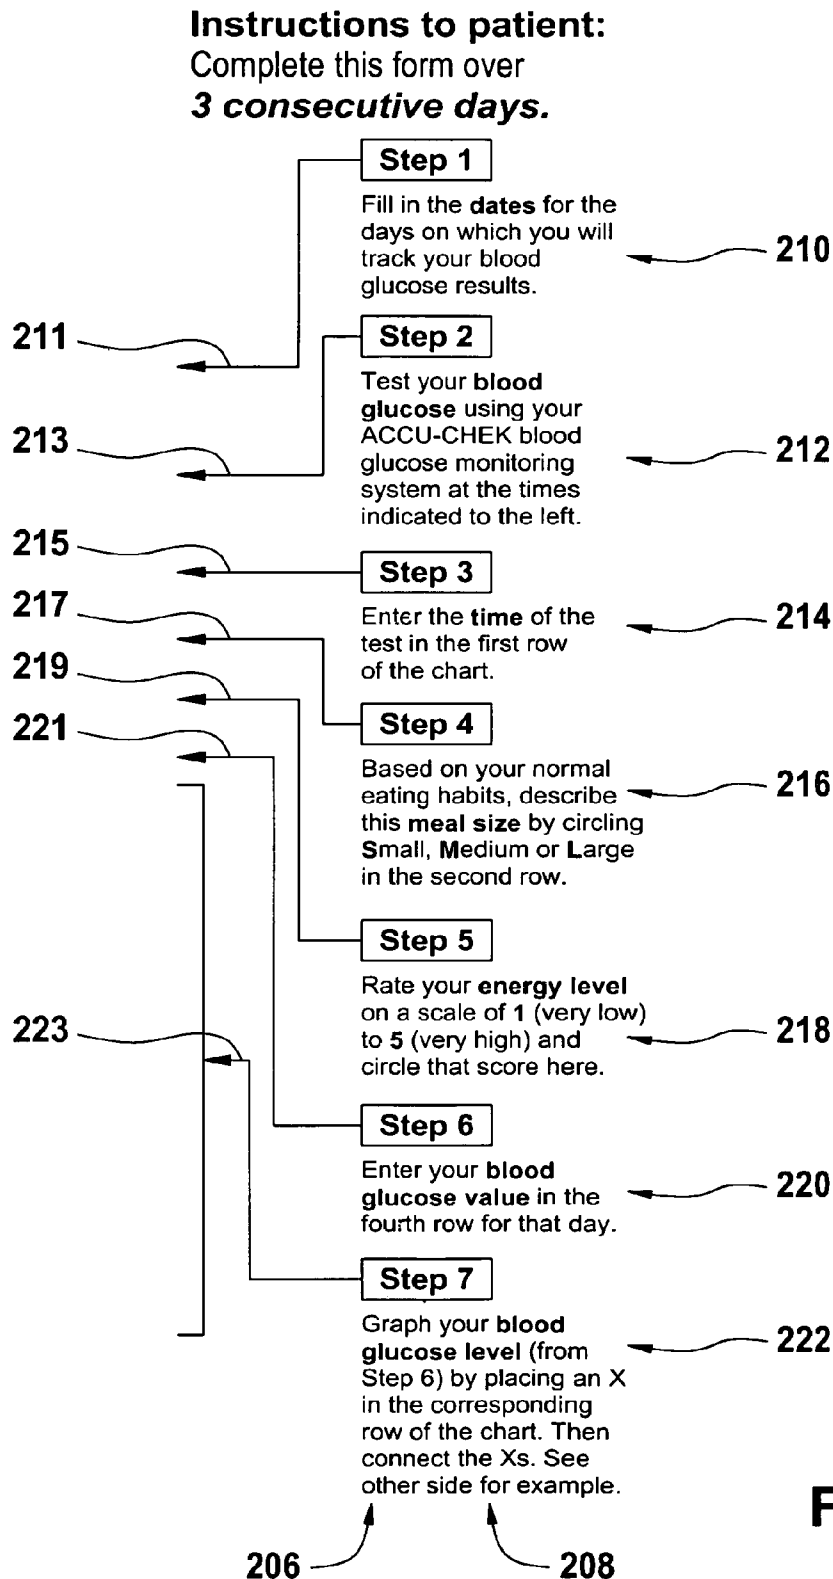 Instructions to patient:
Complete this form over
3 consecutive days.
Step 1
Fill in the dates for the
days on which you will
track your blood
glucose results.
210
211
Step 2
Test your blood
glucose using your
ACCU-CHEK blood
glucose monitoring
system at the times
indicated to the left.
212
213
215
Step 3
Enter the time of the
test in the first row
of the chart.
214
217
219
Step 4
221
Based on your normal
eating habits, describe
this meal size by circling
Small, Medium or Large
in the second row.
216
Step 5
Rate your energy level
on a scale of 1 (very low)
to 5 (very high) and
circle that score here.
218
223
Step 6
Enter your blood
glucose value in the
fourth row for that day.
220
Step 7
Graph your blood
glucose level (from
Step 6) by placing an X
in the corresponding
row of the chart. Then
connect the Xs. See
other side for example.
222
F
206 208